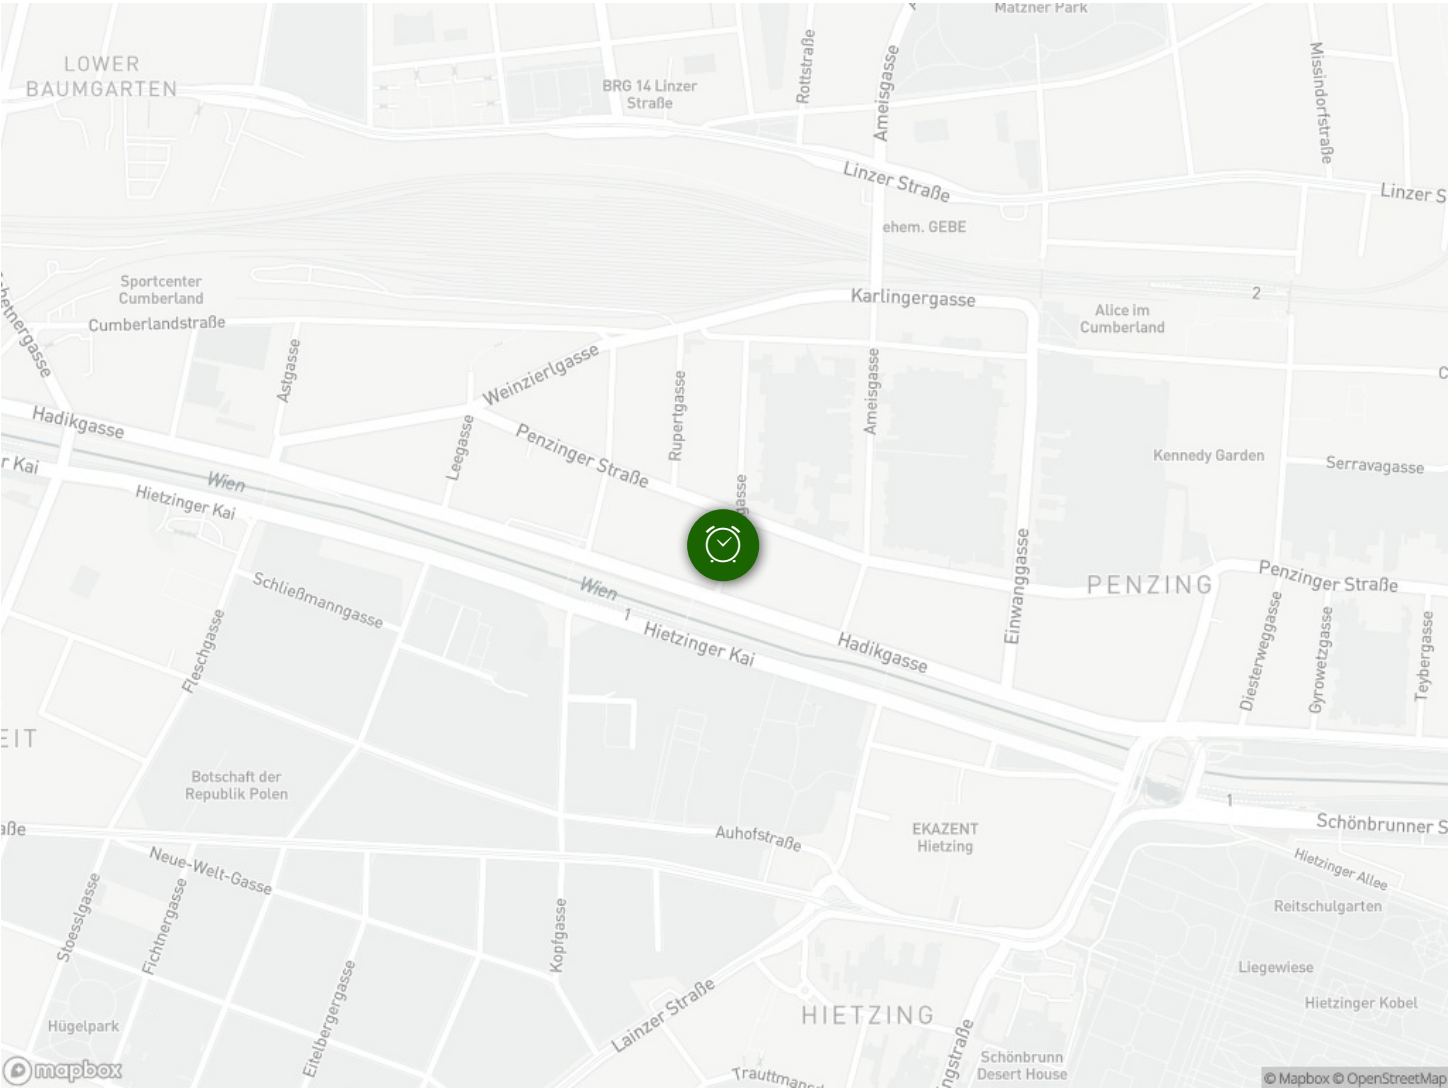 Matzner Park
LOWER
BAUMGARTEN
BRG 14 Linzer
Straße
Rottstraße
Ameisgasse
Missindorfstraße
Linzer Straße
Linzer S
ehem. GEBE
Sportcenter
Cumberland
Cumberlandstraße
Karlingergasse
2
Alice im
Cumberland
hetnergasse
Astgasse
Weinzierlgasse
Rupertgasse
Ameisgasse
C
Hadikgasse
Leegasse
Penzinger Straße
Kennedy Garden
Serravagasse
r Kai
Wien
Hietzinger Kai
gasse
Einwanggasse
PENZING
Penzinger Straße
Schließmanngasse
Wien
1
Hietzinger Kai
Hadikgasse
Fleschgasse
Diesterweggasse
Gyrowetzgasse
Teybergasse
EIT
Botschaft der
Republik Polen
1
Schönbrunner S
aße
Auhofstraße
EKAZENT
Hietzing
Neue-Welt-Gasse
Hietzinger Allee
Stoesslgasse
Fichtnergasse
Kopfgasse
Reitschulgarten
Liegewiese
Hietzinger Kobel
Hügelpark
Eitelbergergasse
Lainzer Straße
HIETZING
ngstraße
Schönbrunn
Desert House
Trauttmansd
mapbox
© Mapbox © OpenStreetMap